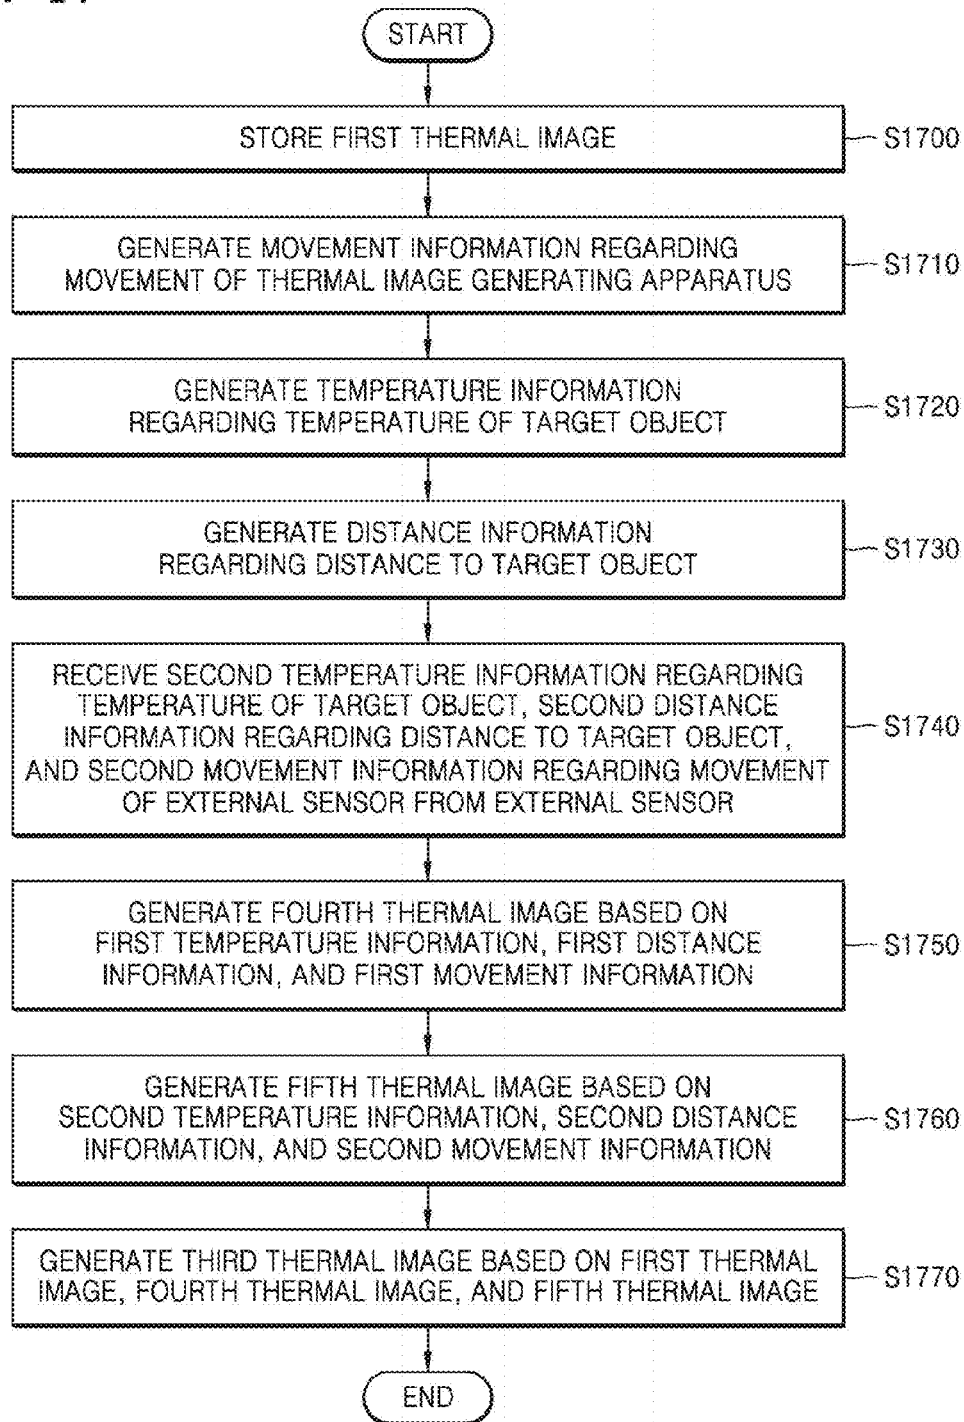 START
STORE FIRST THERMAL IMAGE
S1700
GENERATE MOVEMENT INFORMATION REGARDING
MOVEMENT OF THERMAL IMAGE GENERATING APPARATUS
S1710
GENERATE TEMPERATURE INFORMATION
REGARDING TEMPERATURE OF TARGET OBJECT
S1720
GENERATE DISTANCE INFORMATION
REGARDING DISTANCE TO TARGET OBJECT
S1730
RECEIVE SECOND TEMPERATURE INFORMATION REGARDING
TEMPERATURE OF TARGET OBJECT, SECOND DISTANCE
INFORMATION REGARDING DISTANCE TO TARGET OBJECT,
AND SECOND MOVEMENT INFORMATION REGARDING MOVEMENT
OF EXTERNAL SENSOR FROM EXTERNAL SENSOR
S1740
GENERATE FOURTH THERMAL IMAGE BASED ON
FIRST TEMPERATURE INFORMATION, FIRST DISTANCE
INFORMATION, AND FIRST MOVEMENT INFORMATION
S1750
GENERATE FIFTH THERMAL IMAGE BASED ON
SECOND TEMPERATURE INFORMATION, SECOND DISTANCE
INFORMATION, AND SECOND MOVEMENT INFORMATION
S1760
GENERATE THIRD THERMAL IMAGE BASED ON FIRST THERMAL
IMAGE, FOURTH THERMAL IMAGE, AND FIFTH THERMAL IMAGE
S1770
END